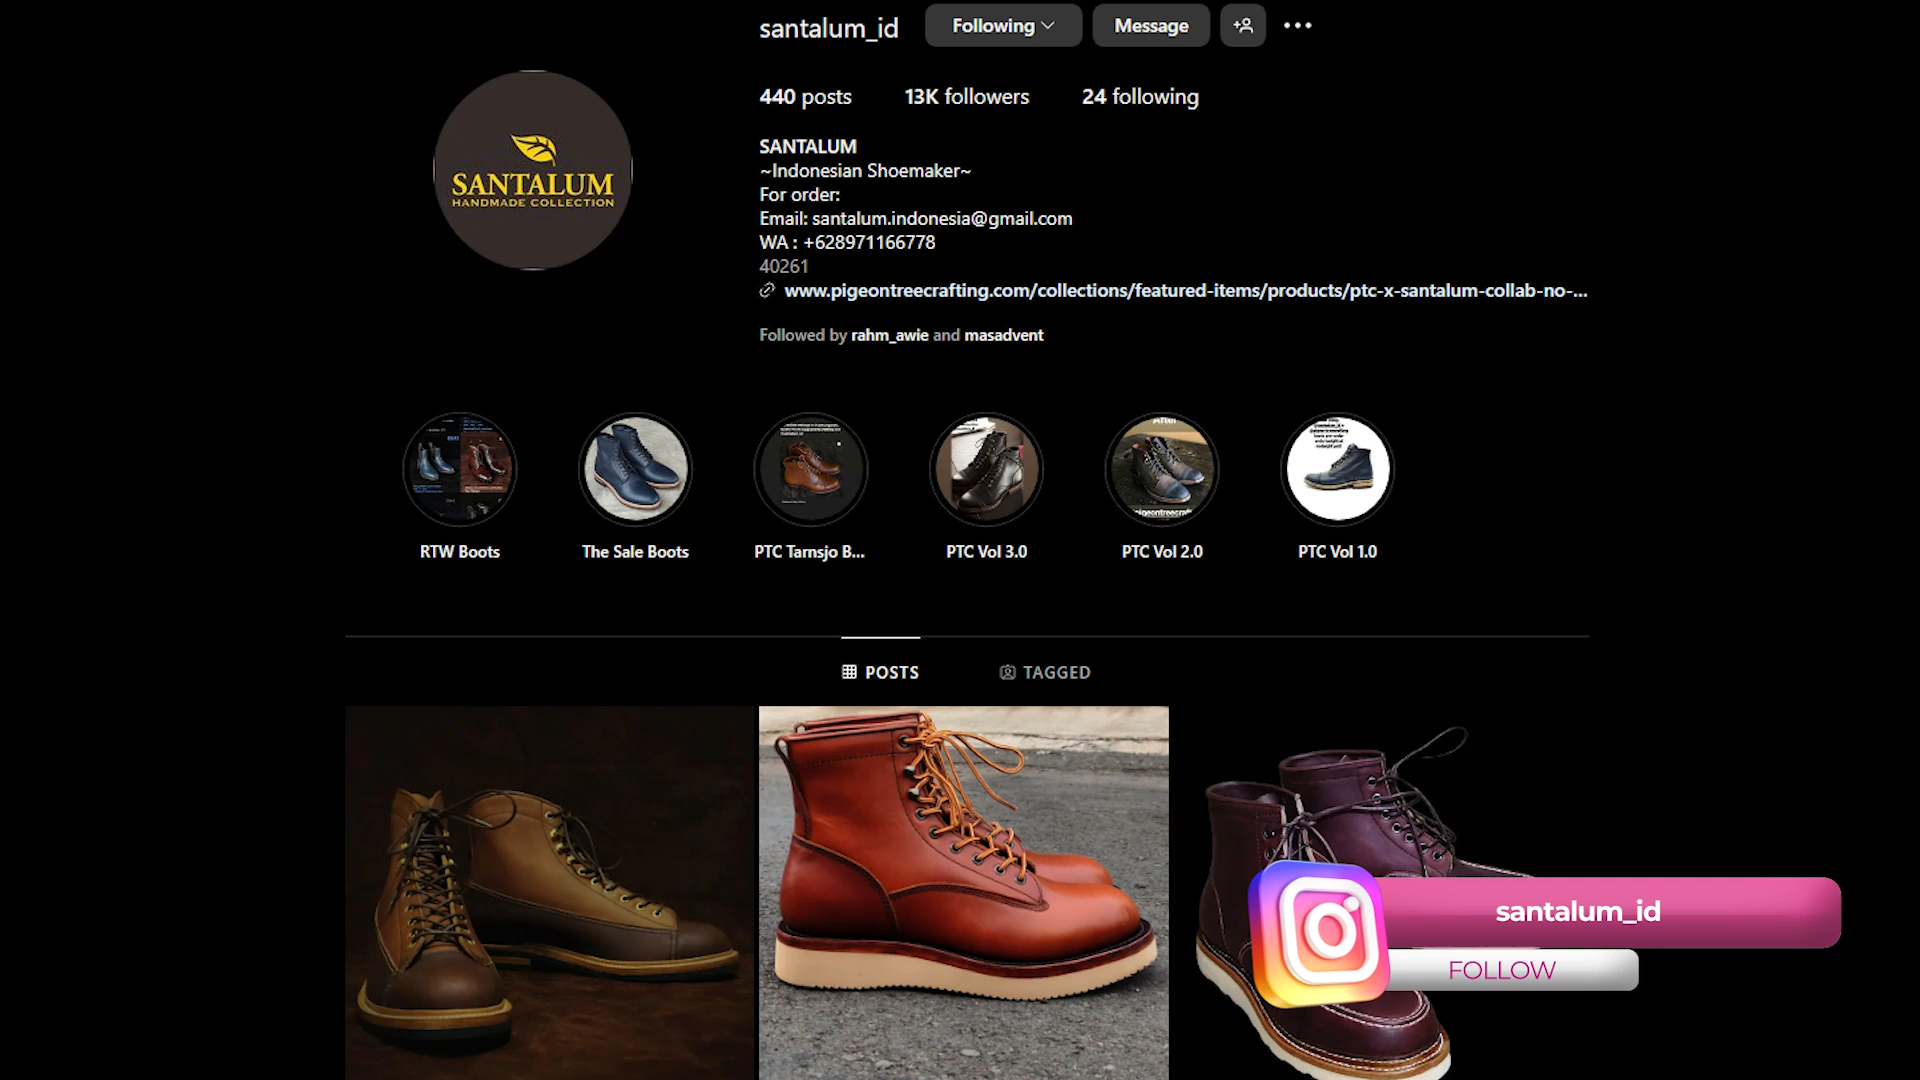 santalum_id
Following
Message
440 posts
13K followers
24 following
SANTALUM
HANDMADE COLLECTION
SANTALUM
~Indonesian Shoemaker~
For order:
Email: santalum.indonesia@gmail.com
WA : +628971166778
40261
www.pigeontreecrafting.com/collections/featured-items/products/ptc-x-santalum-collab-no-...
Followed by rahm_awie and masadvent
After
RTW Boots
The Sale Boots
PTC Tarnsjo B...
PTC Vol 3.0
PTC Vol 2.0
PTC Vol 1.0
POSTS
TAGGED
santalum_id
FOLLOW